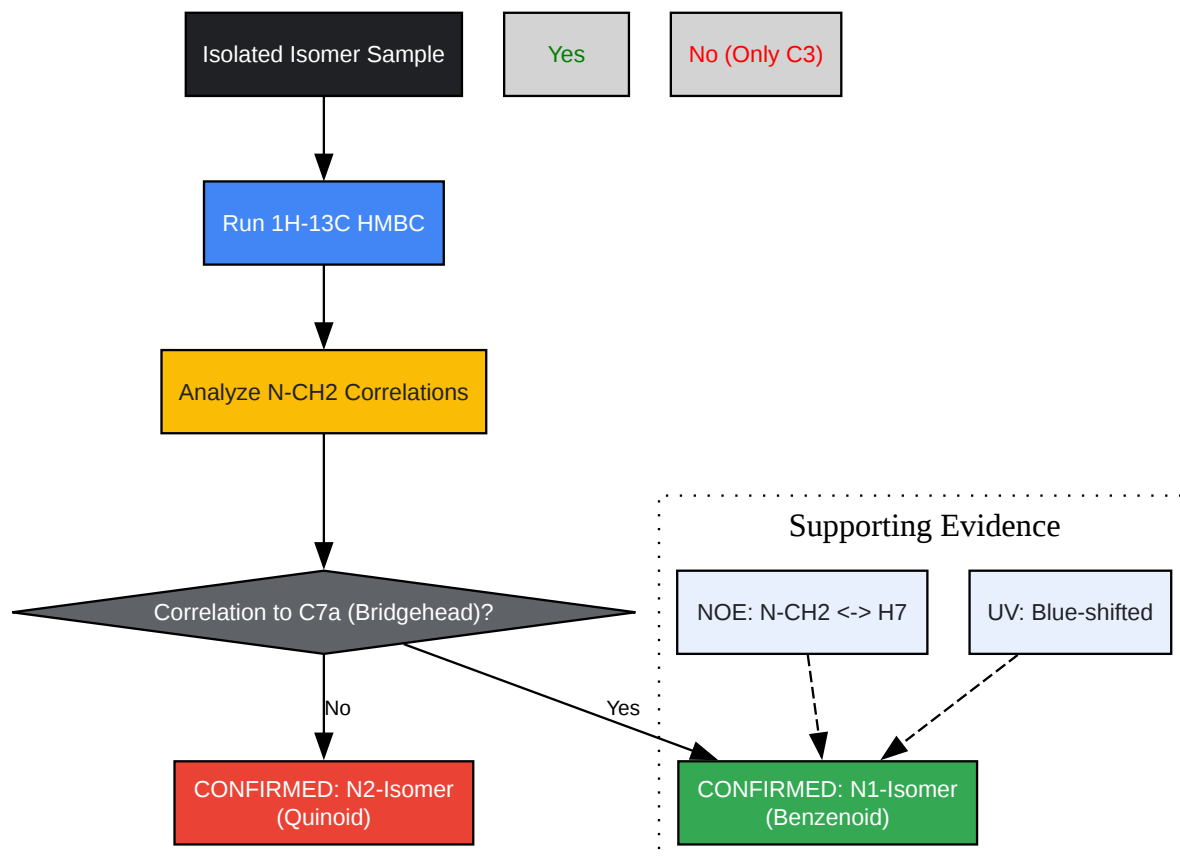 Isolated Isomer Sample
Yes
No (Only C3)
Run 1H-13C HMBC
Analyze N-CH2 Correlations
Supporting Evidence
Correlation to C7a (Bridgehead)?
NOE: N-CH2 <-> H7
UV: Blue-shifted
No
Yes
CONFIRMED: N2-Isomer
(Quinoid)
CONFIRMED: N1-Isomer
(Benzenoid)